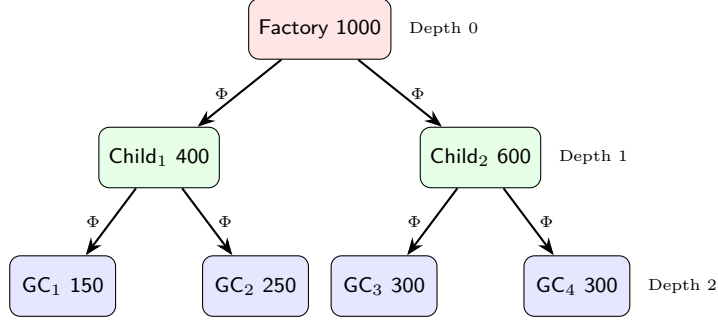 Factory 1000 Depth 0
Φ Φ
Child₁ 400 Child₂ 600 Depth 1
Φ Φ Φ Φ
GC₁ 150 GC₂ 250 GC₃ 300 GC₄ 300 Depth 2